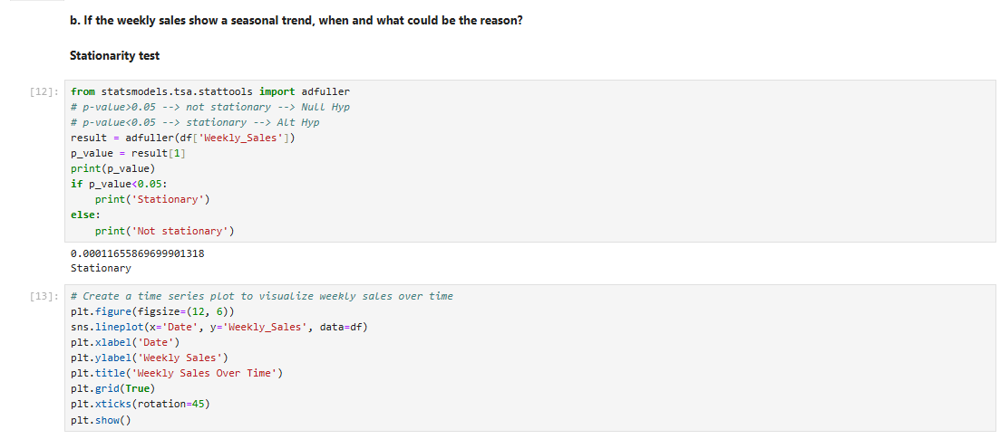 b. If the weekly sales show a seasonal trend, when and what could be the reason?
Stationarity test
[12]: from statsmodels.tsa.stattools import adfuller
# p-value>0.05 --> not stationary --> Null Hyp
# p-value<0.05 --> stationary --> Alt Hyp
result = adfuller(df['Weekly_Sales'])
p_value = result[1]
print(p_value)
if p_value<0.05:
    print('Stationary')
else:
    print('Not stationary')
0.00011655869699901318
Stationary
[13]: # Create a time series plot to visualize weekly sales over time
plt.figure(figsize=(12, 6))
sns.lineplot(x='Date', y='Weekly_Sales', data=df)
plt.xlabel('Date')
plt.ylabel('Weekly Sales')
plt.title('Weekly Sales Over Time')
plt.grid(True)
plt.xticks(rotation=45)
plt.show()